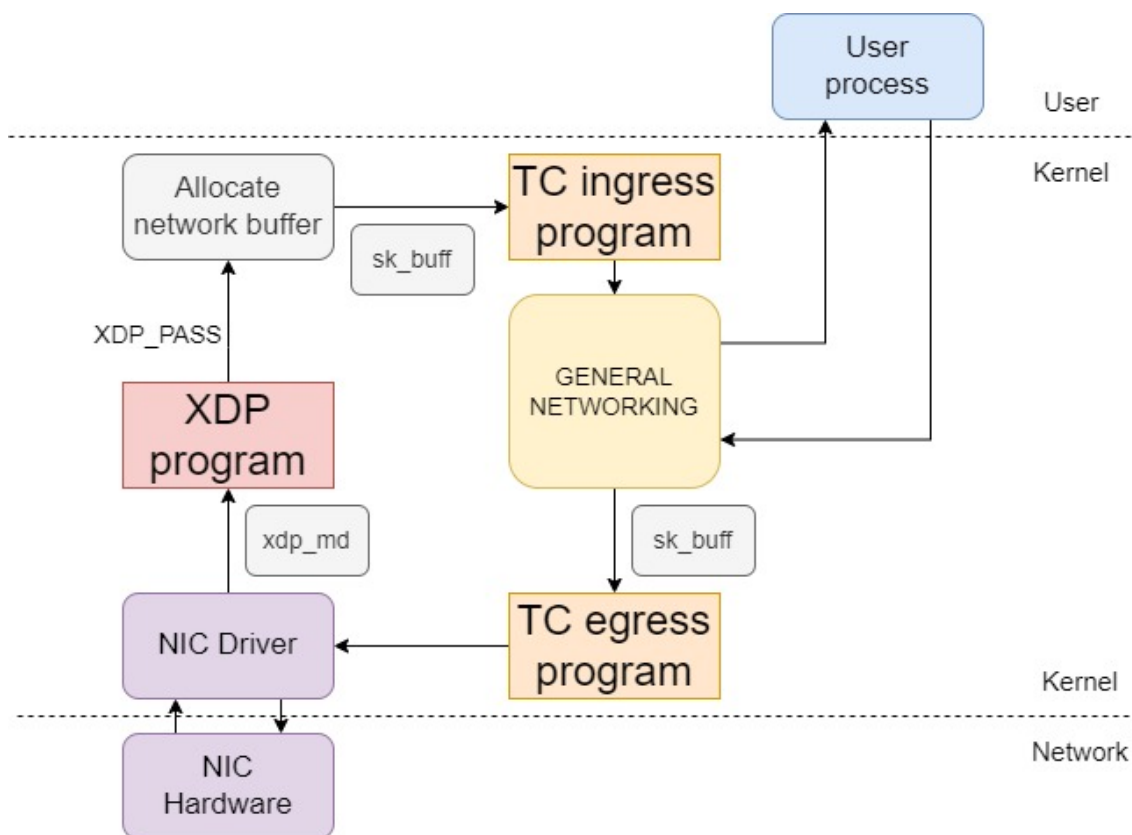 User
process
User
Kernel
Allocate
network buffer
TC ingress
program
sk_buff
XDP_PASS
GENERAL
NETWORKING
XDP
program
xdp_md
sk_buff
NIC Driver
TC egress
program
Kernel
Network
NIC
Hardware